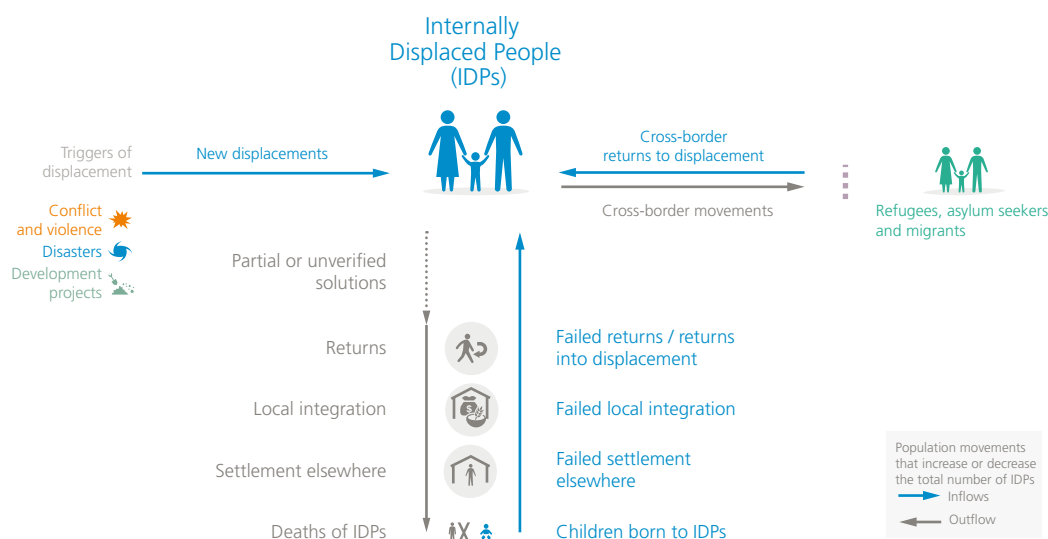 Internally
Displaced People
(IDPs)
Triggers of
displacement
New displacements
Cross-border
returns to displacement
Cross-border movements
Refugees, asylum seekers
and migrants
Conflict
and violence
Disasters
Development
projects
Partial or unverified
solutions
Returns
Failed returns / returns
into displacement
Local integration
Failed local integration
Settlement elsewhere
Failed settlement
elsewhere
Deaths of IDPs
Children born to IDPs
Population movements
that increase or decrease
the total number of IDPs
Inflows
Outflow